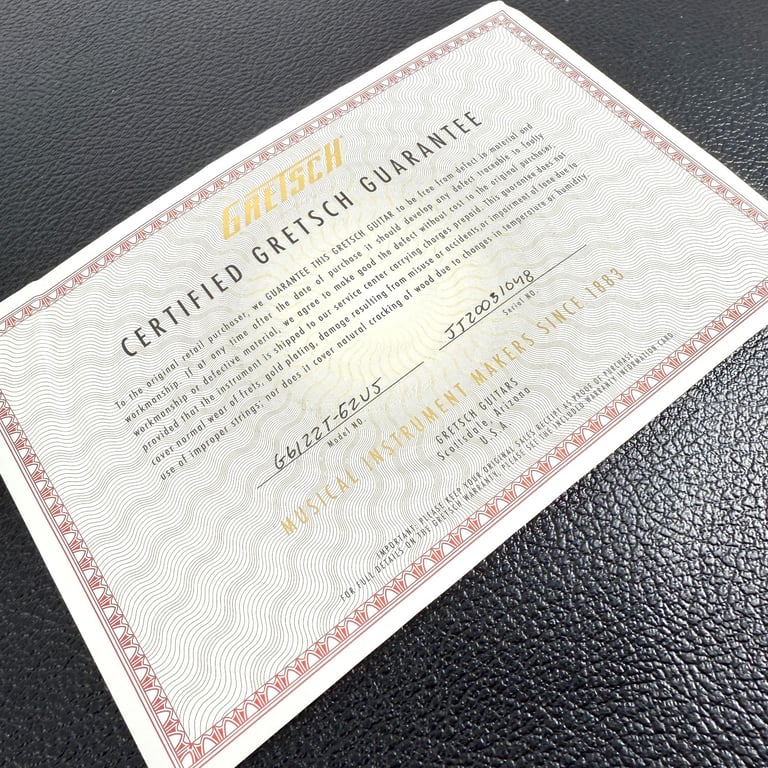 GRETSCH
CERTIFIED GRETSCH GUARANTEE
To the original retail purchaser, we GUARANTEE THIS GRETSCH GUITAR to be free from defect in material and
workmanship. If at any time after the date of purchase it should develop any defect traceable to faulty
workmanship or defective material, we agree to make good the defect without cost to the original purchaser,
provided that the instrument is shipped to our service center carrying charges prepaid. This guarantee does not
cover normal wear of frets, gold plating, damage resulting from misuse or accidents, or impairment of tone due to
use of improper strings; nor does it cover natural cracking of wood due to changes in temperature or humidity.
G6122T-62VS JT20031048
Model NO. Serial NO.
MUSICAL INSTRUMENT MAKERS SINCE 1883
GRETSCH GUITARS
Scottsdale, Arizona
U.S.A.
IMPORTANT: PLEASE KEEP YOUR ORIGINAL SALES RECEIPT AS PROOF OF PURCHASE.
FOR FULL DETAILS ON THE GRETSCH WARRANTY, PLEASE SEE THE INCLUDED WARRANTY INFORMATION CARD.